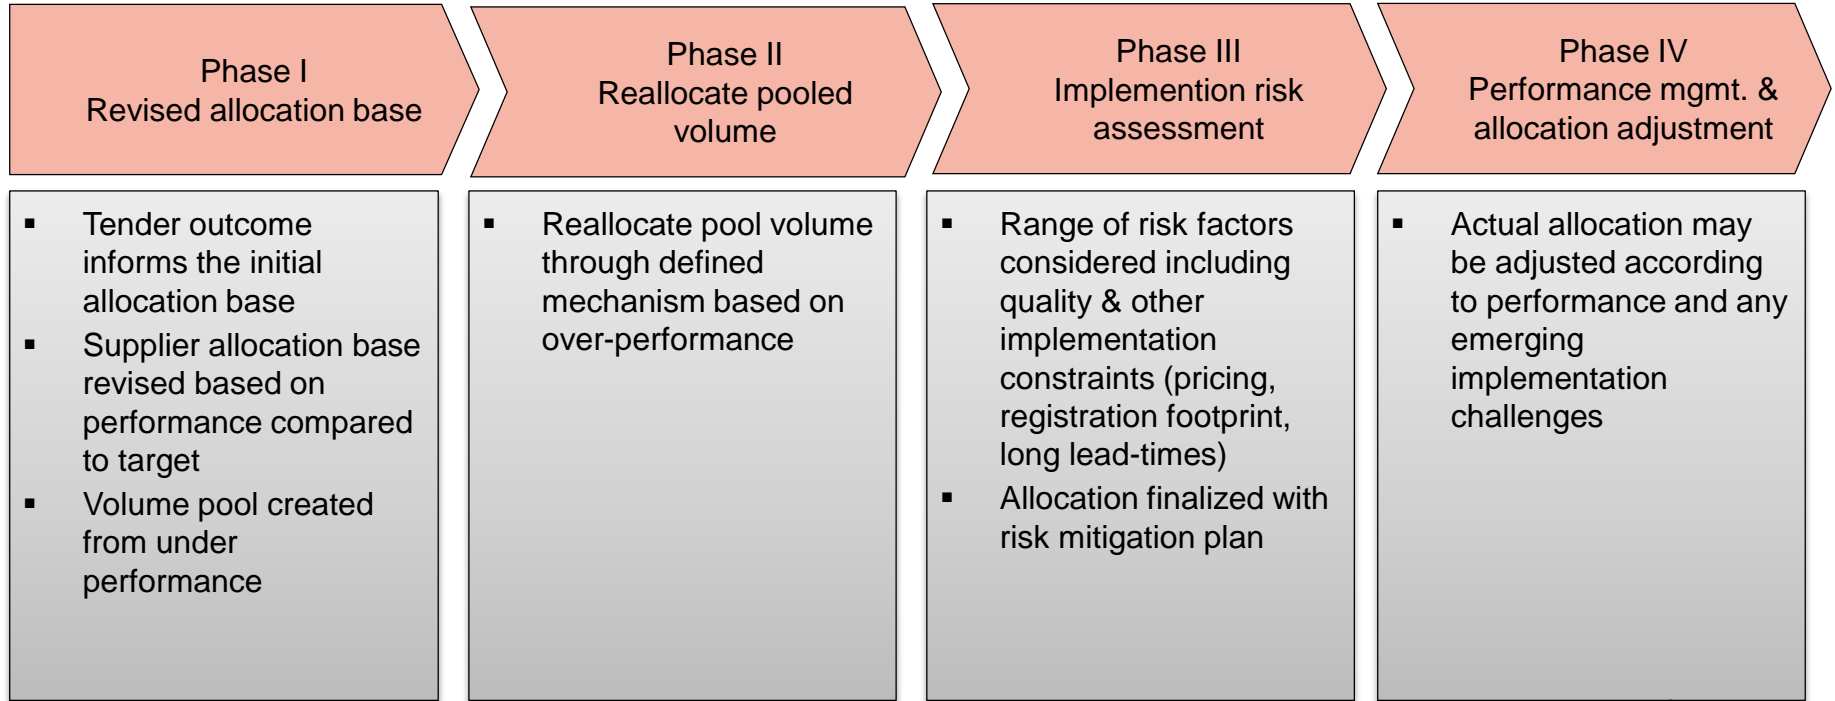 Phase I
Revised allocation base
Phase II
Reallocate pooled
volume
Phase III
Implemention risk
assessment
Phase IV
Performance mgmt. &
allocation adjustment
▪ Tender outcome
informs the initial
allocation base
▪ Supplier allocation base
revised based on
performance compared
to target
▪ Volume pool created
from under
performance
▪ Reallocate pool volume
through defined
mechanism based on
over-performance
▪ Range of risk factors
considered including
quality & other
implementation
constraints (pricing,
registration footprint,
long lead-times)
▪ Allocation finalized with
risk mitigation plan
▪ Actual allocation may
be adjusted according
to performance and any
emerging
implementation
challenges